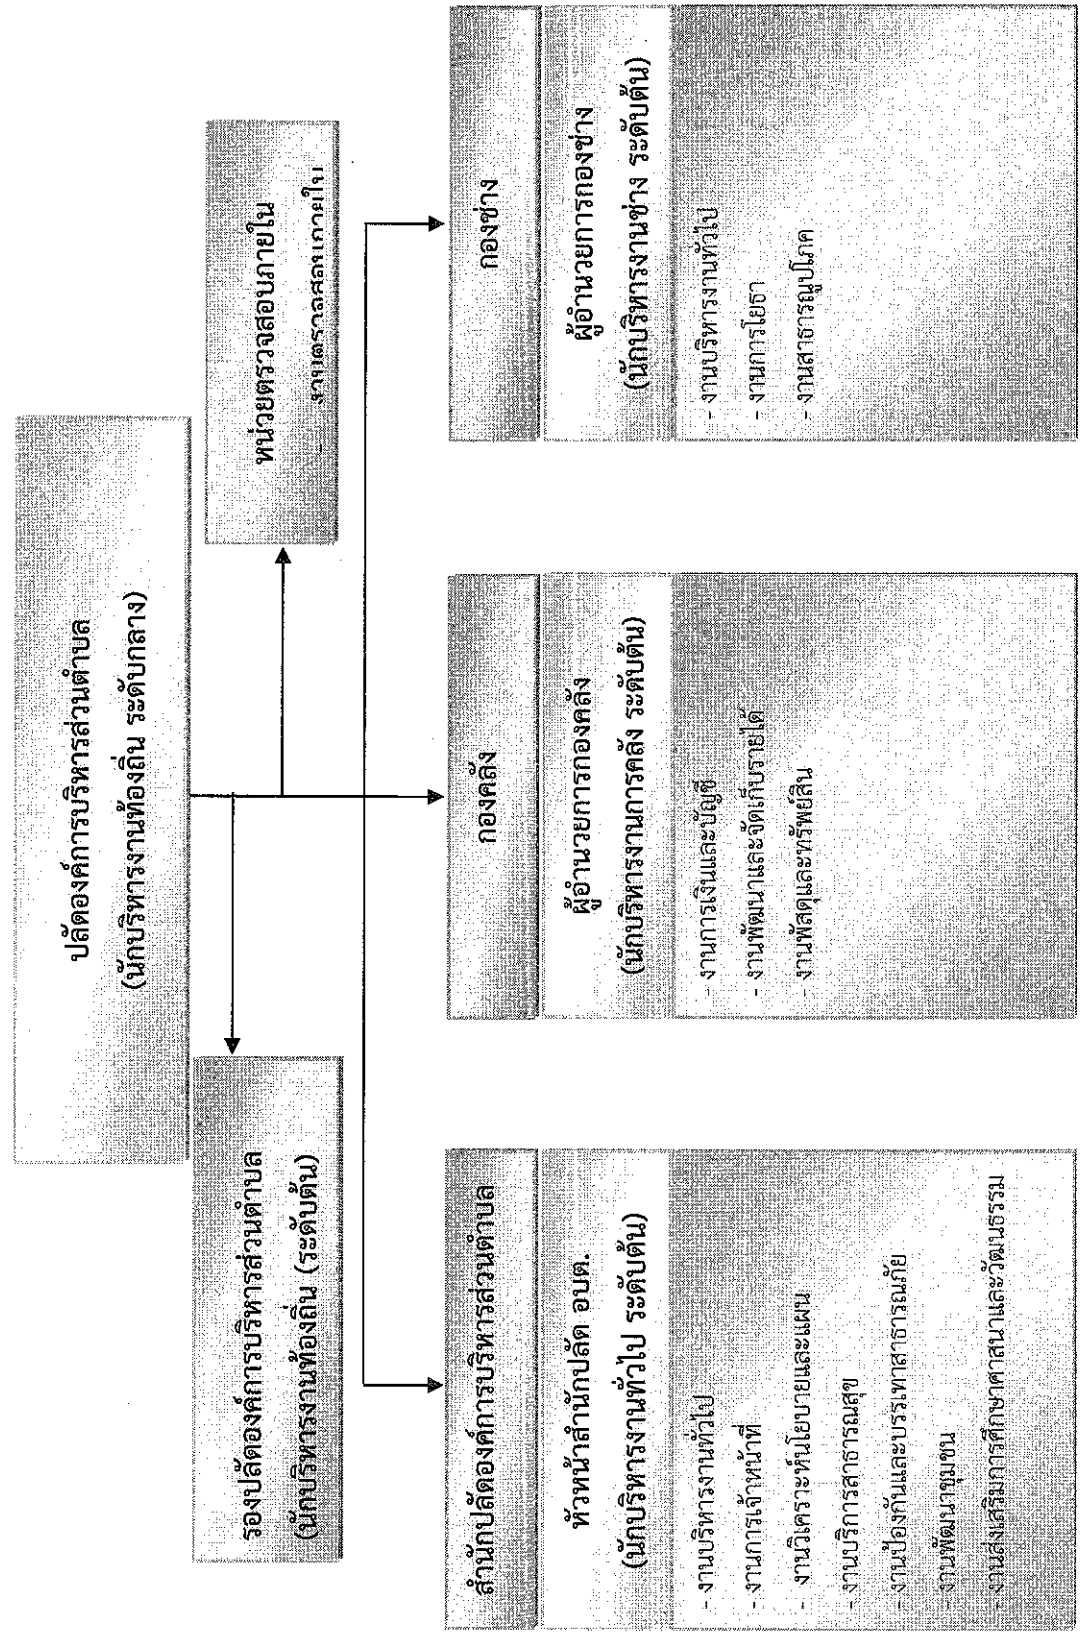 ปลัดองค์การบริหารส่วนตำบล
(นักบริหารงานท้องถิ่น ระดับกลาง)
รองปลัดองค์การบริหารส่วนตำบล
(นักบริหารงานท้องถิ่น (ระดับต้น)
หน่วยตรวจสอบภายใน
- งานตรวจสอบภายใน
สำนักปลัดองค์การบริหารส่วนตำบล
หัวหน้าสำนักปลัด อบต.
(นักบริหารงานทั่วไป ระดับต้น)
- งานบริหารงานทั่วไป
- งานการเจ้าหน้าที่
- งานวิเคราะห์นโยบายและแผน
- งานบริการสาธารณสุข
- งานป้องกันและบรรเทาสาธารณภัย
- งานพัฒนาชุมชน
- งานส่งเสริมการศึกษาศาสนาและวัฒนธรรม
กองคลัง
ผู้อำนวยการกองคลัง
(นักบริหารงานการคลัง ระดับต้น)
- งานการเงินและบัญชี
- งานพัฒนาและจัดเก็บรายได้
- งานพัสดุและทรัพย์สิน
กองช่าง
ผู้อำนวยการกองช่าง
(นักบริหารงานช่าง ระดับต้น)
- งานบริหารงานทั่วไป
- งานการโยธา
- งานสาธารณูปโภค